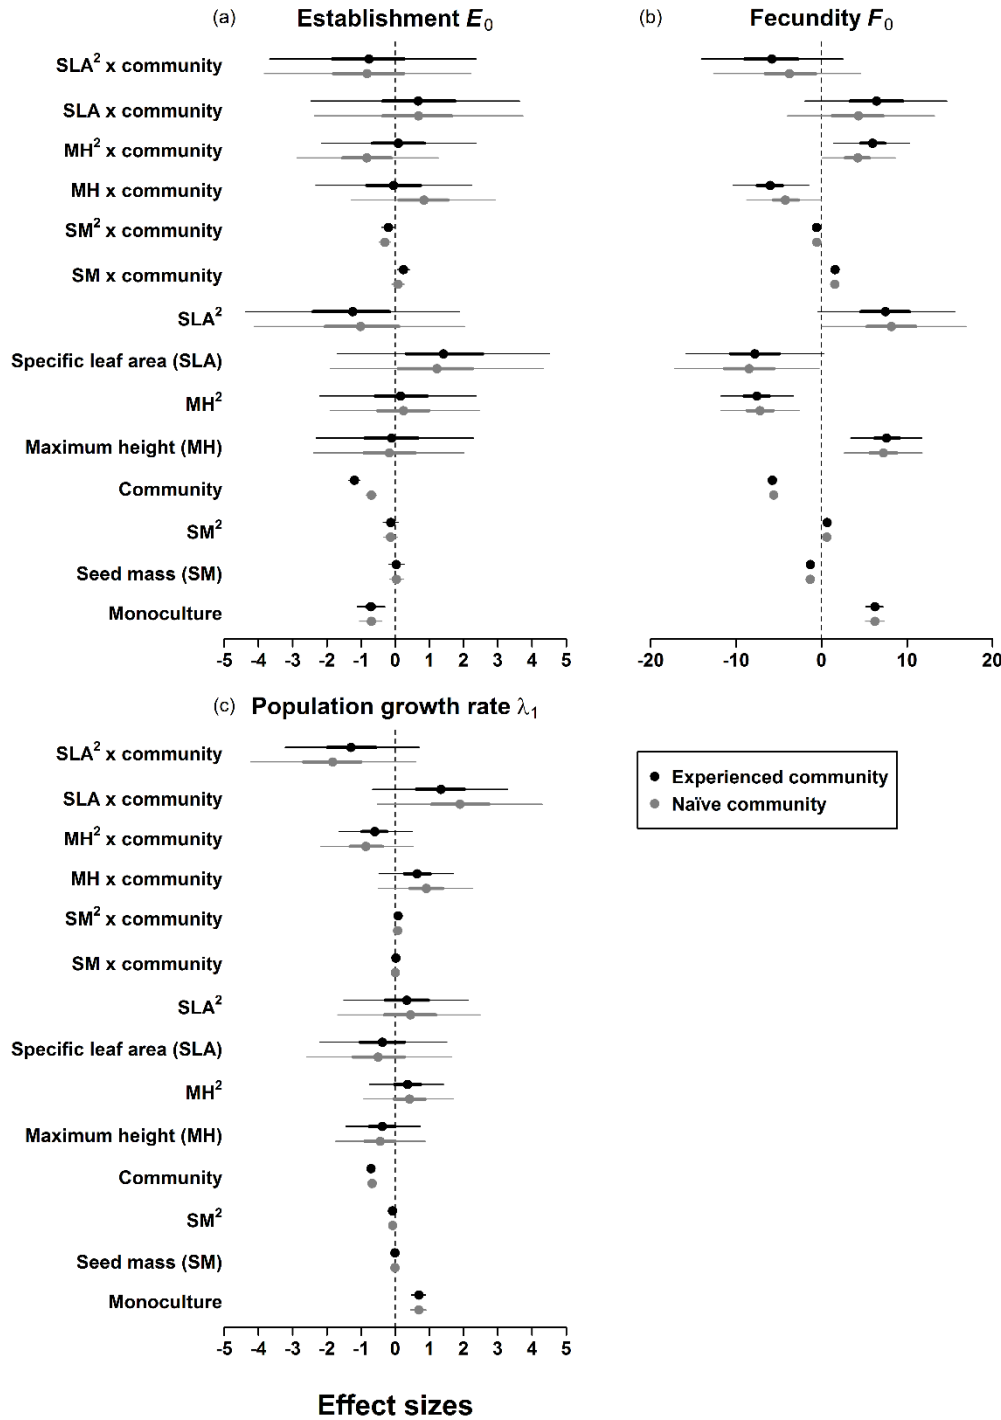 (a) Establishment E₀
(b) Fecundity F₀
SLA² x community
SLA x community
MH² x community
MH x community
SM² x community
SM x community
SLA²
Specific leaf area (SLA)
MH²
Maximum height (MH)
Community
SM²
Seed mass (SM)
Monoculture
-5 -4 -3 -2 -1 0 1 2 3 4 5
-20 -10 0 10 20
(c) Population growth rate λ₁
SLA² x community
SLA x community
MH² x community
MH x community
SM² x community
SM x community
SLA²
Specific leaf area (SLA)
MH²
Maximum height (MH)
Community
SM²
Seed mass (SM)
Monoculture
-5 -4 -3 -2 -1 0 1 2 3 4 5
Effect sizes
Experienced community
Naïve community